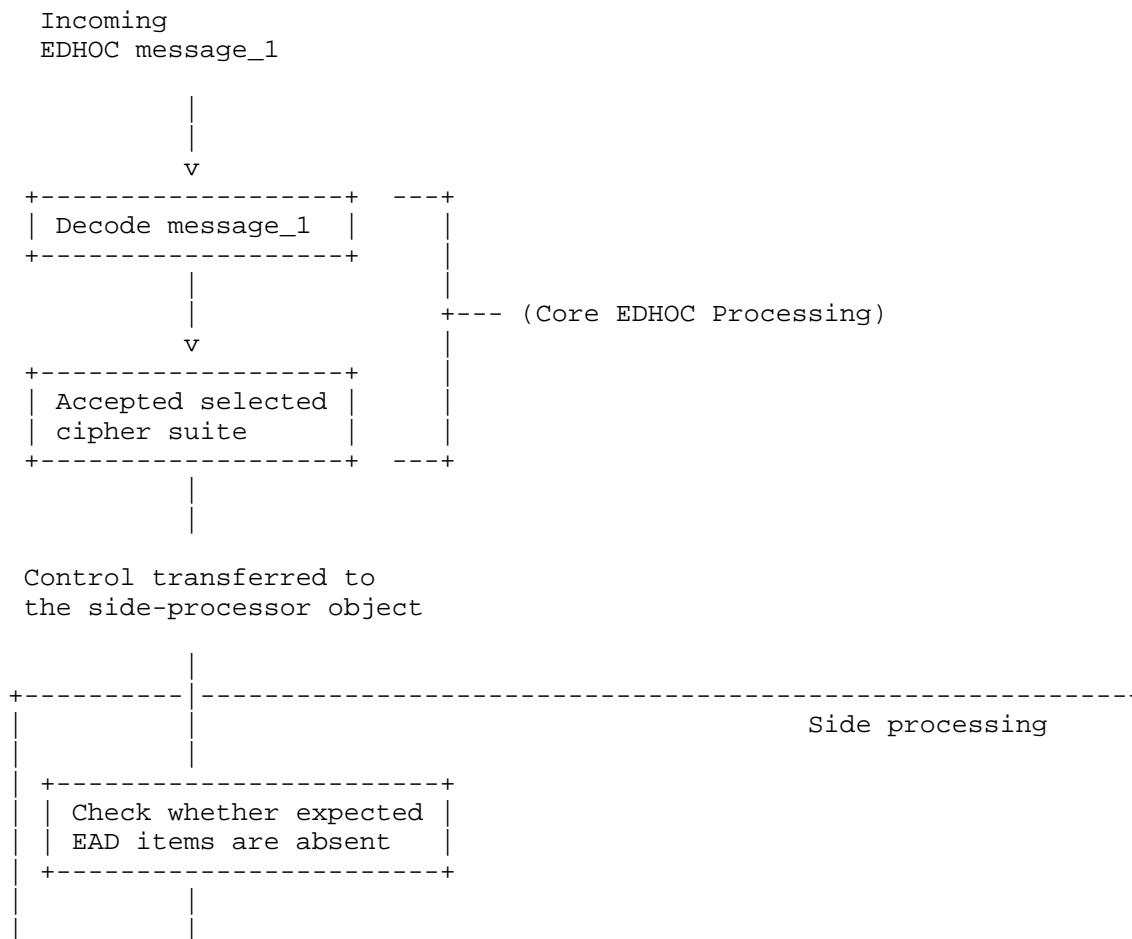 Incoming
EDHOC message_1
Decode message_1
(Core EDHOC Processing)
Accepted selected
cipher suite
Control transferred to
the side-processor object
Side processing
Check whether expected
EAD items are absent